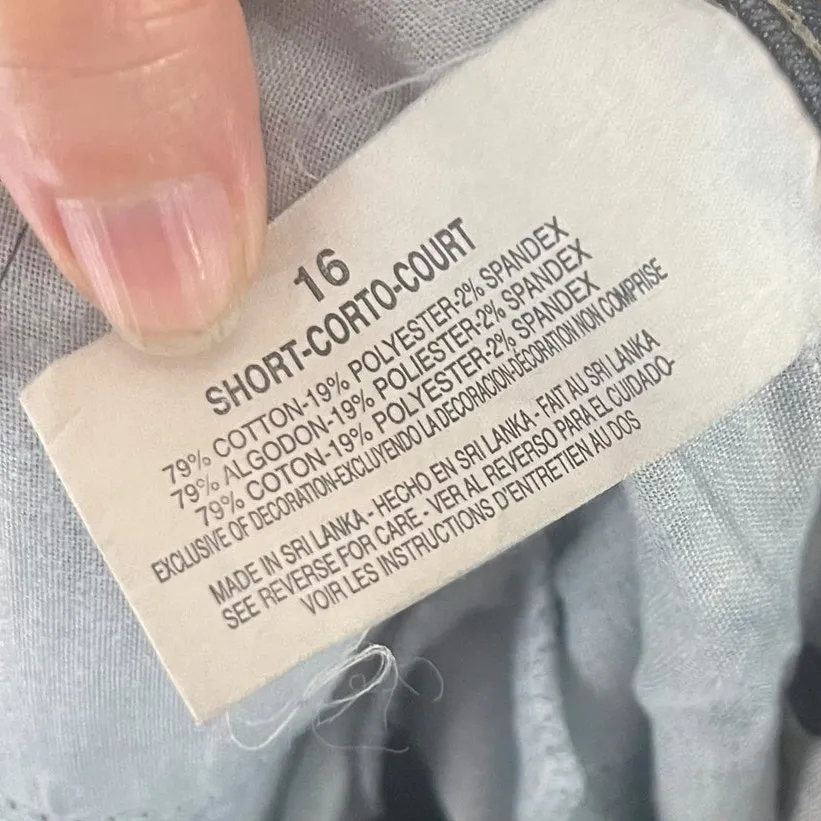 16
SHORT-CORTO-COURT
79% COTTON-19% POLYESTER-2% SPANDEX
79% ALGODON-19% POLIESTER-2% SPANDEX
79% COTON-19% POLYESTER-2% SPANDEX
EXCLUSIVE OF DECORATION-EXCLUYENDO LA DECORACION-DECORATION NON COMPRISE
MADE IN SRI LANKA - HECHO EN SRI LANKA - FAIT AU SRI LANKA
SEE REVERSE FOR CARE - VER AL REVERSO PARA EL CUIDADO-
VOIR LES INSTRUCTIONS D'ENTRETIEN AU DOS